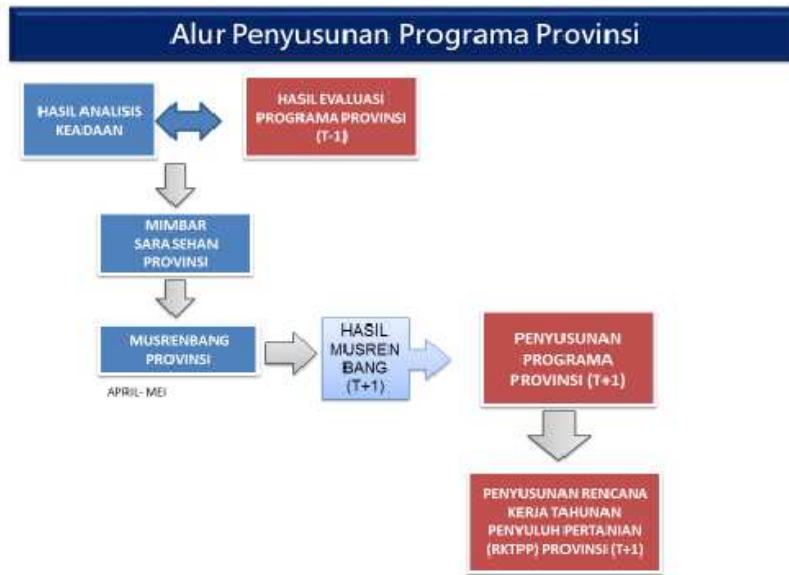 Alur Penyusunan Programa Provinsi
HASIL ANALISIS
KEADAAN
HASIL EVALUASI
PROGRAMA PROVINSI
(T-1)
MIMBAR
SARASEHAN
PROVINSI
MUSRENBANG
PROVINSI
APRIL- MEI
HASIL
MUSREN
BANG
(T+1)
PENYUSUNAN
PROGRAMA
PROVINSI (T+1)
PENYUSUNAN RENCANA
KERJA TAHUNAN
PENYULUH PERTANIAN
(RKTPP) PROVINSI (T+1)